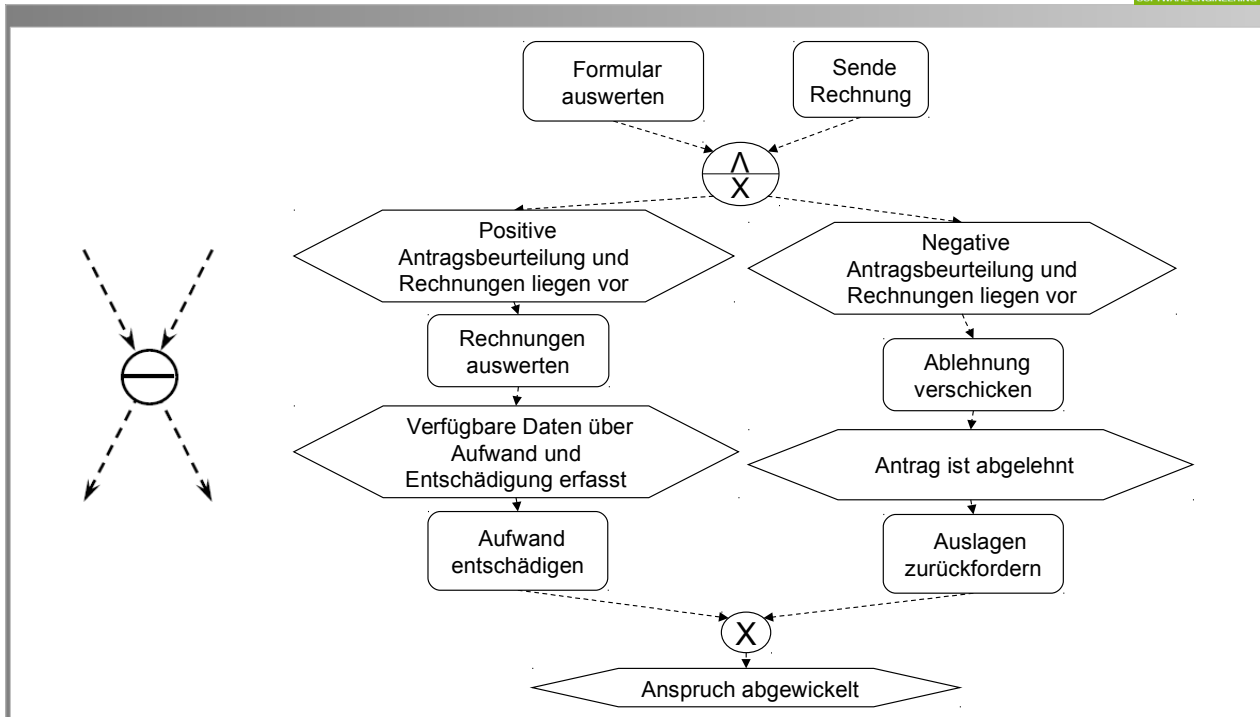 Formular
auswerten
Sende
Rechnung
Λ
X
Positive
Antragsbeurteilung und
Rechnungen liegen vor
Negative
Antragsbeurteilung und
Rechnungen liegen vor
Rechnungen
auswerten
Ablehnung
verschicken
Verfügbare Daten über
Aufwand und
Entschädigung erfasst
Antrag ist abgelehnt
Aufwand
entschädigen
Auslagen
zurückfordern
X
Anspruch abgewickelt